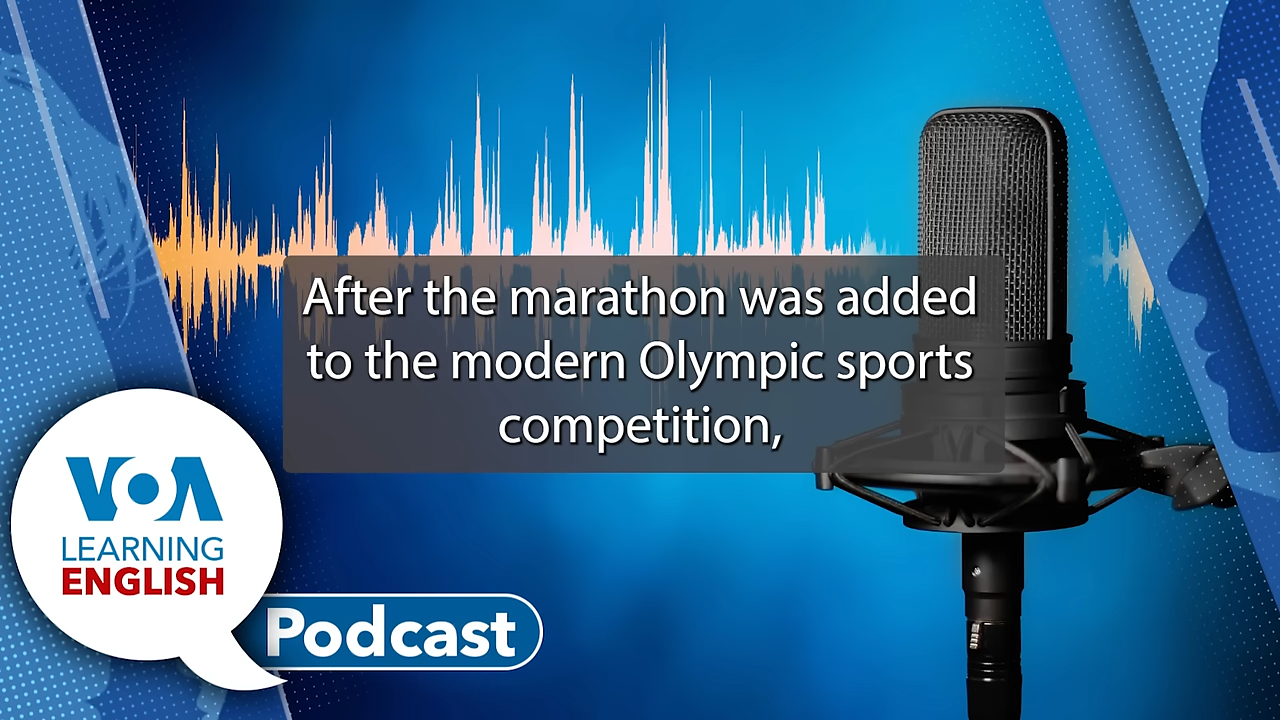 After the marathon was added
to the modern Olympic sports
competition,
VOA
LEARNING
ENGLISH
Podcast